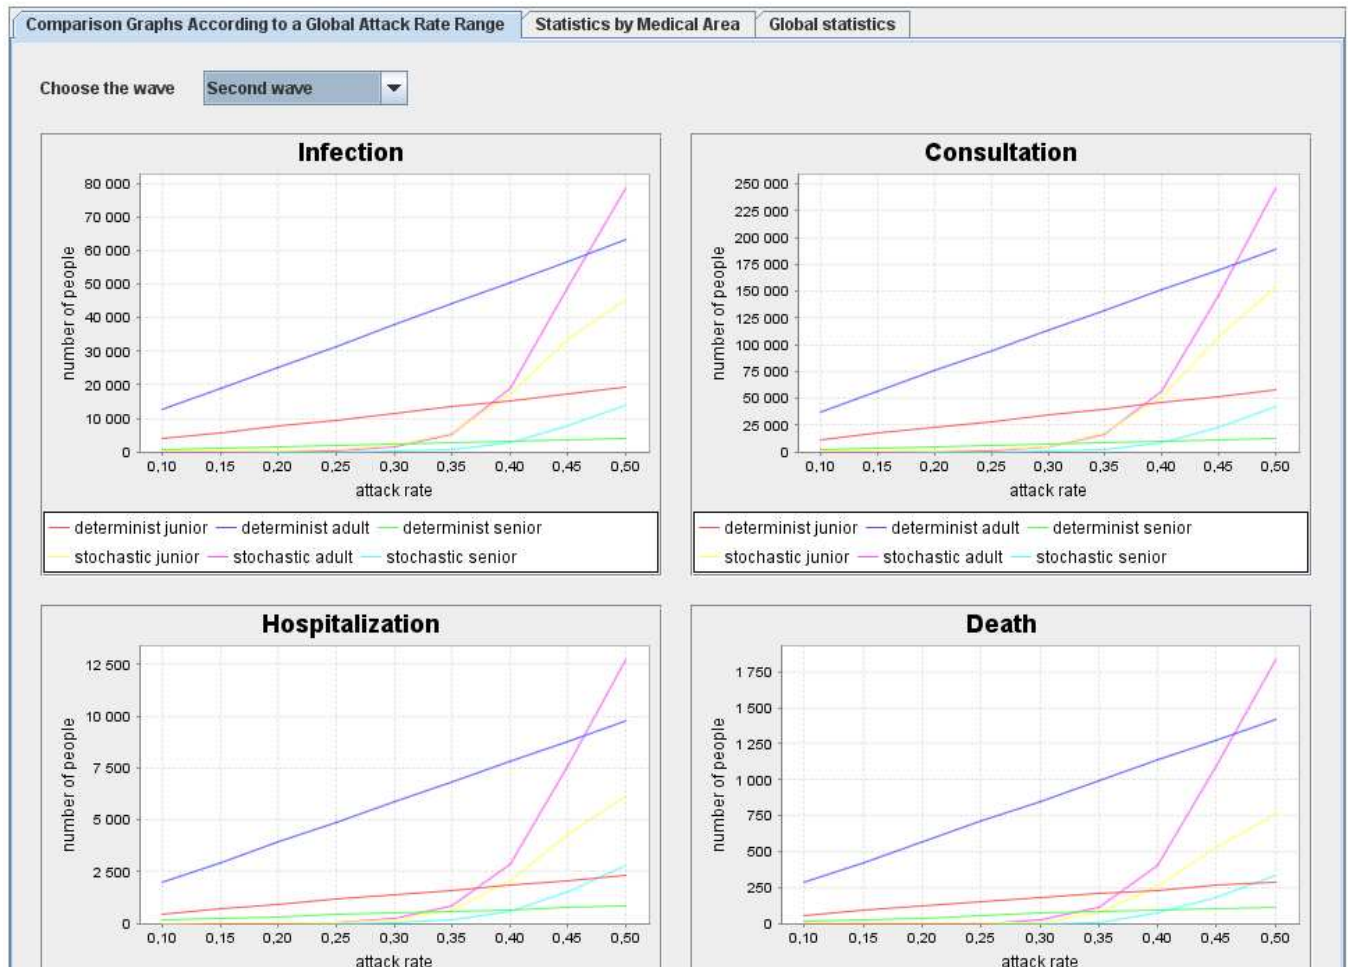 Comparison Graphs According to a Global Attack Rate Range Statistics by Medical Area Global statistics
Choose the wave Second wave
Infection
80 000
70 000
60 000
50 000
40 000
30 000
20 000
10 000
0
number of people
0,10 0,15 0,20 0,25 0,30 0,35 0,40 0,45 0,50
attack rate
determinist junior determinist adult determinist senior
stochastic junior stochastic adult stochastic senior
Consultation
250 000
225 000
200 000
175 000
150 000
125 000
100 000
75 000
50 000
25 000
0
number of people
0,10 0,15 0,20 0,25 0,30 0,35 0,40 0,45 0,50
attack rate
determinist junior determinist adult determinist senior
stochastic junior stochastic adult stochastic senior
Hospitalization
12 500
10 000
7 500
5 000
2 500
0
number of people
0,10 0,15 0,20 0,25 0,30 0,35 0,40 0,45 0,50
attack rate
Death
1 750
1 500
1 250
1 000
750
500
250
0
number of people
0,10 0,15 0,20 0,25 0,30 0,35 0,40 0,45 0,50
attack rate